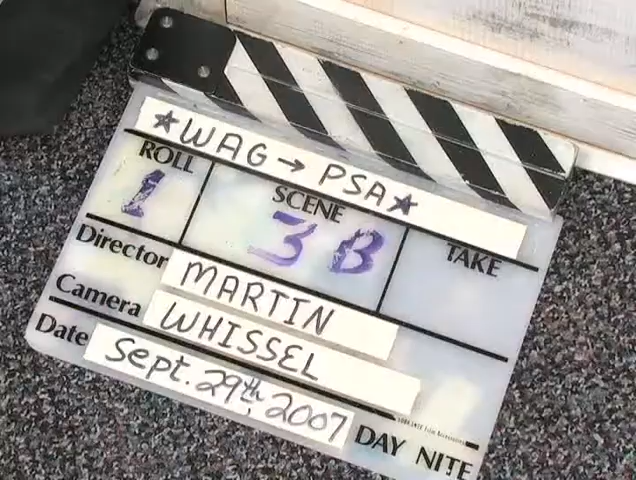 ★WAG→PSA★
ROLL SCENE TAKE
1 3B
Director MARTIN
Camera WHISSEL
Date Sept. 29th, 2007
DAY NITE